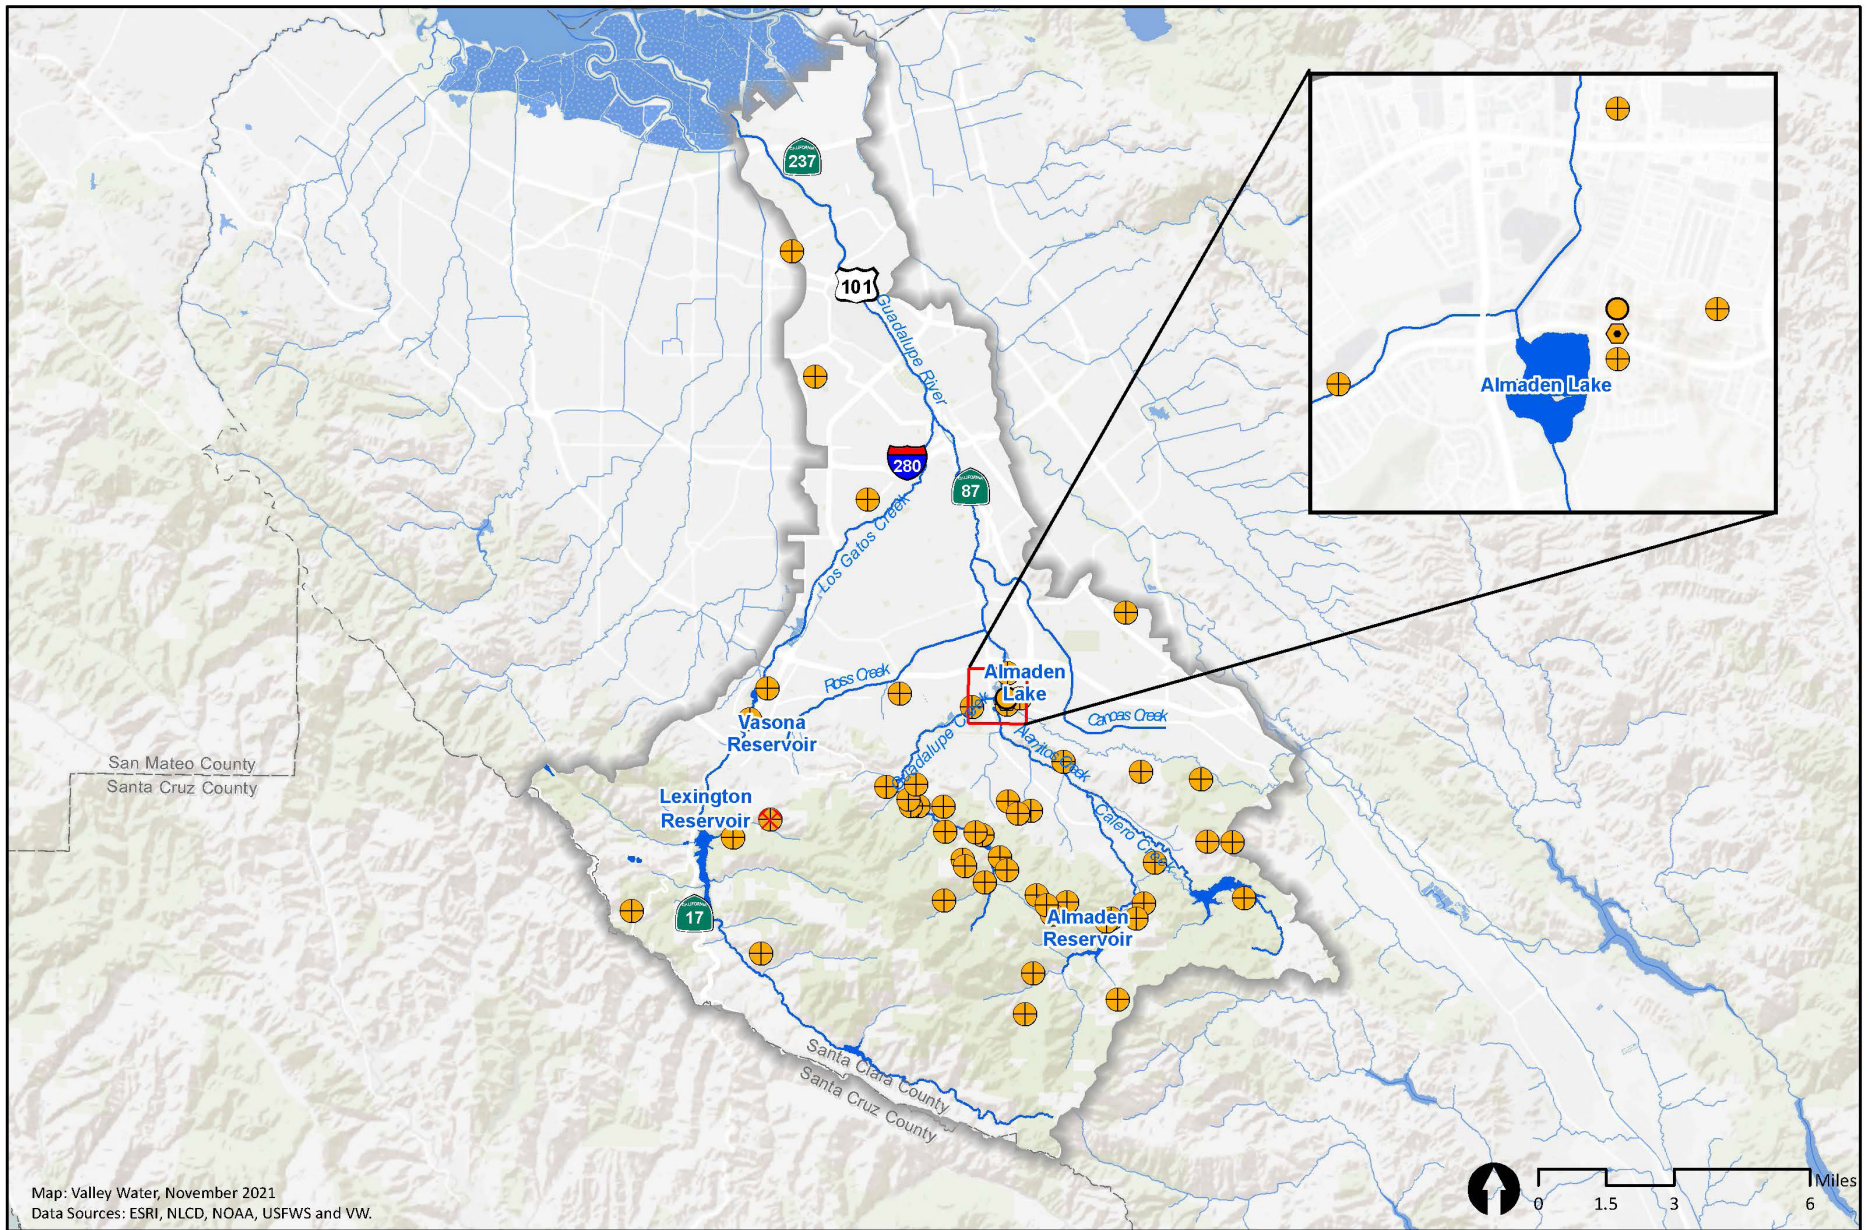 CALIFORNIA
237
101
Guadalupe River
280
CALIFORNIA
87
Los Gatos Creek
Almaden Lake
Ross Creek
Almaden
Lake
Vasona
Reservoir
Canoas Creek
Guadalupe Creek
Alamitos Creek
San Mateo County
Santa Cruz County
Lexington
Reservoir
Calero Creek
CALIFORNIA
17
Almaden
Reservoir
Santa Clara County
Santa Cruz County
Map: Valley Water, November 2021
Data Sources: ESRI, NLCD, NOAA, USFWS and VW.
Miles
0 1.5 3 6